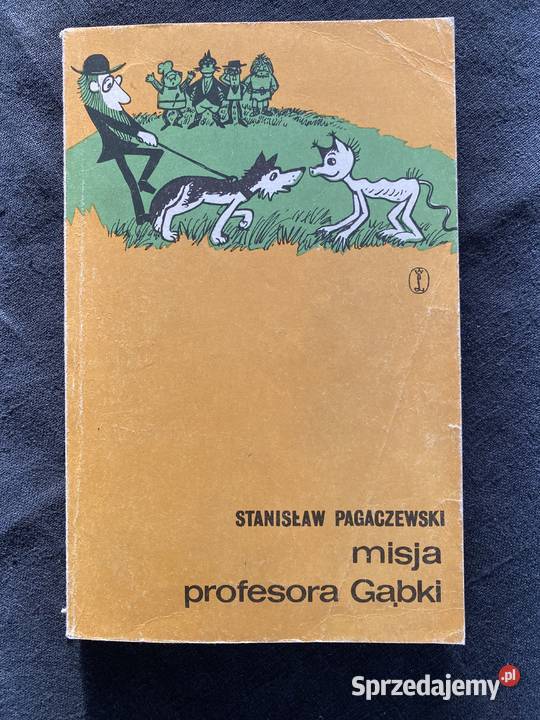 STANISŁAW PAGACZEWSKI
misja
profesora Gąbki
Sprzedajemy.pl